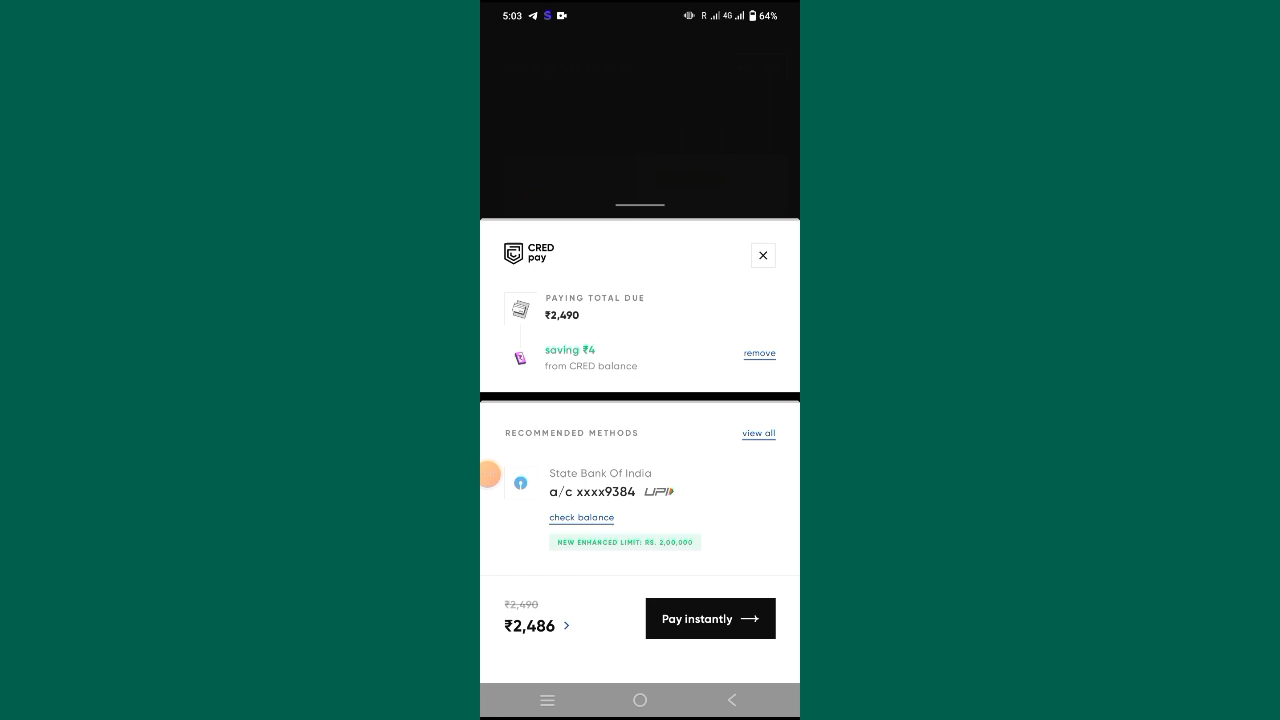 5:03 S R 4G 64%
CRED
pay
PAYING TOTAL DUE
₹2,490
saving ₹4
remove
from CRED balance
RECOMMENDED METHODS
view all
State Bank Of India
a/c xxxx9384 UPI
check balance
NEW ENHANCED LIMIT: RS. 2,00,000
₹2,490
₹2,486
Pay instantly